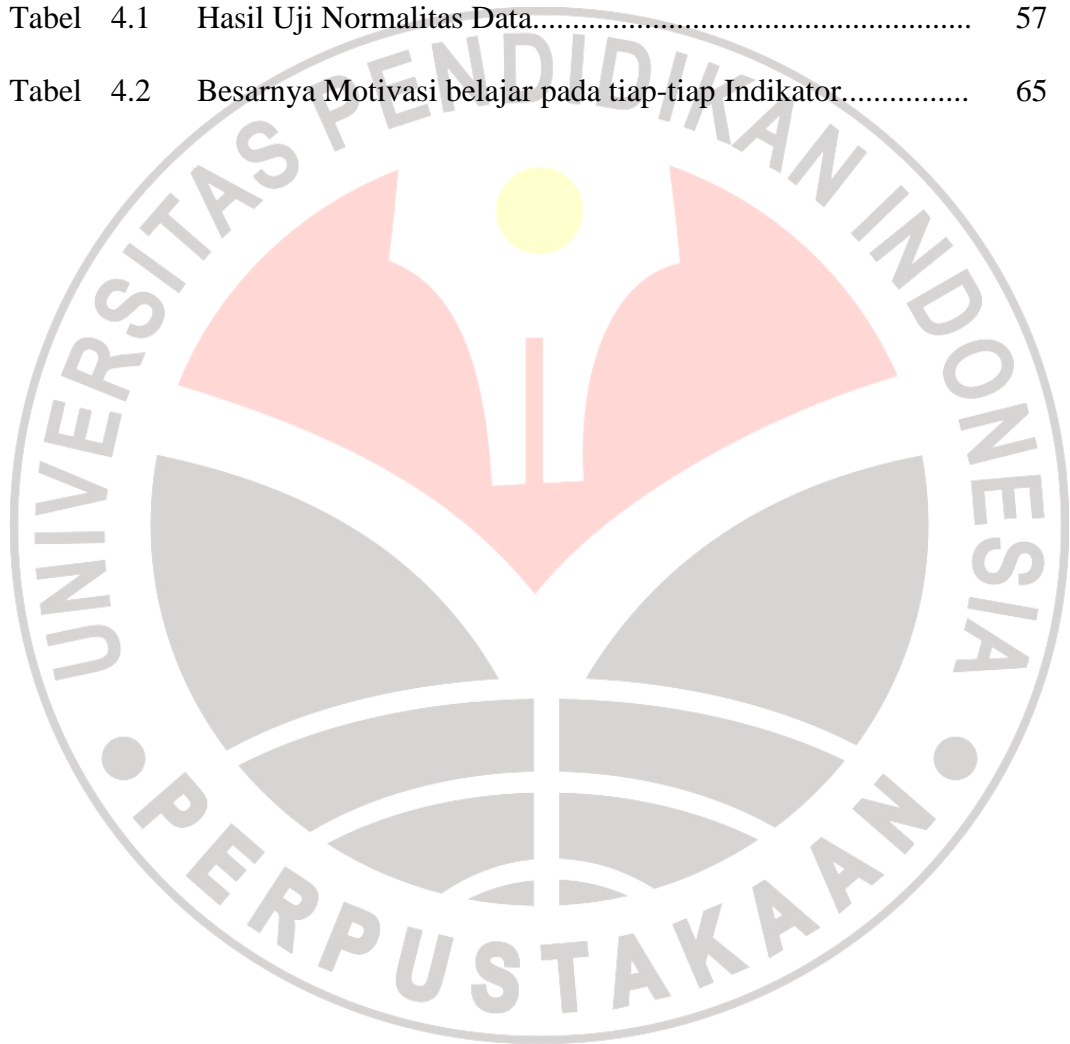 Tabel 4.1 Hasil Uji Normalitas Data...................................................... 57
Tabel 4.2 Besarnya Motivasi belajar pada tiap-tiap Indikator................ 65
UNIVERSITAS PENDIDIKAN INDONESIA
PERPUSTAKAAN